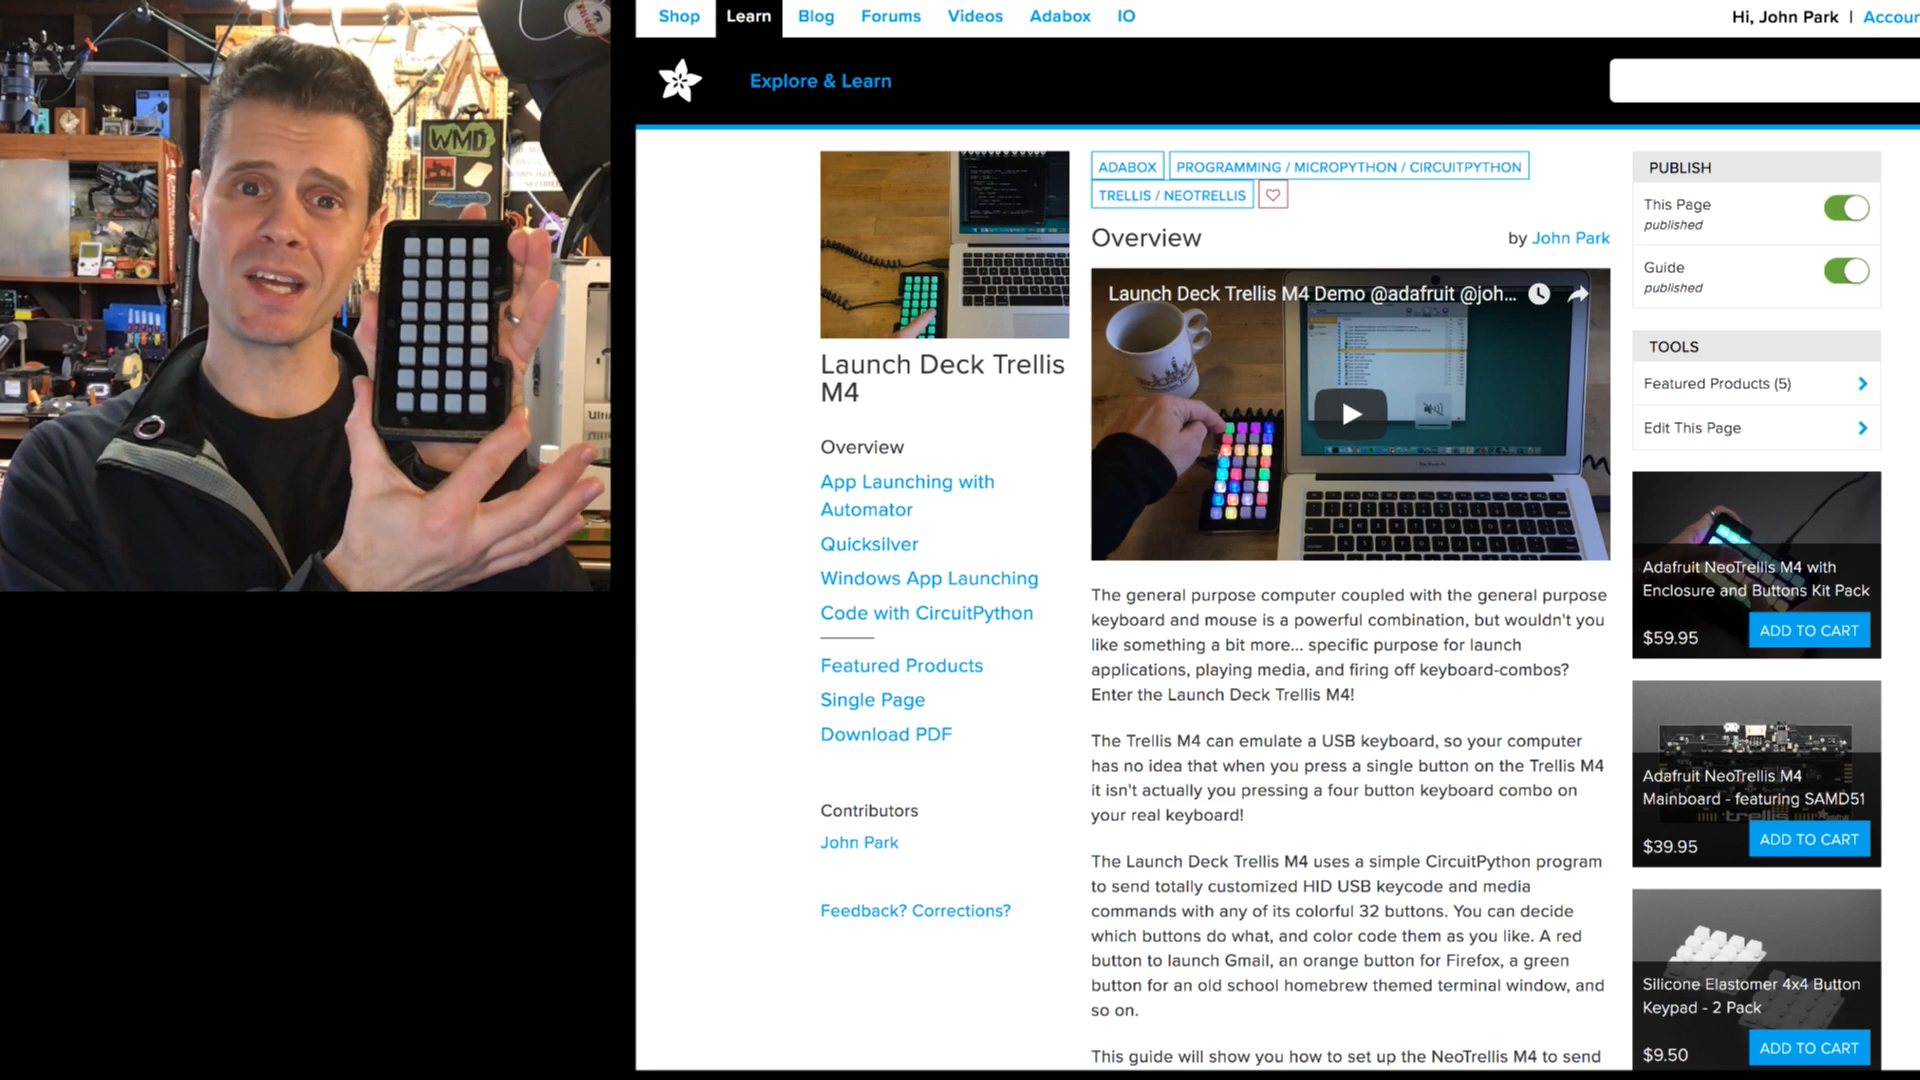 Shop
Learn
Blog
Forums
Videos
Adabox
IO
Hi, John Park | Accoun
Explore & Learn
WMD
ADABOX
PROGRAMMING / MICROPYTHON / CIRCUITPYTHON
TRELLIS / NEOTRELLIS
Overview
by John Park
Launch Deck Trellis M4 Demo @adafruit @joh...
Launch Deck Trellis
M4
Overview
App Launching with
Automator
Quicksilver
Windows App Launching
Code with CircuitPython
Featured Products
Single Page
Download PDF
Contributors
John Park
Feedback? Corrections?
The general purpose computer coupled with the general purpose
keyboard and mouse is a powerful combination, but wouldn't you
like something a bit more... specific purpose for launch
applications, playing media, and firing off keyboard-combos?
Enter the Launch Deck Trellis M4!
The Trellis M4 can emulate a USB keyboard, so your computer
has no idea that when you press a single button on the Trellis M4
it isn't actually you pressing a four button keyboard combo on
your real keyboard!
The Launch Deck Trellis M4 uses a simple CircuitPython program
to send totally customized HID USB keycode and media
commands with any of its colorful 32 buttons. You can decide
which buttons do what, and color code them as you like. A red
button to launch Gmail, an orange button for Firefox, a green
button for an old school homebrew themed terminal window, and
so on.
This guide will show you how to set up the NeoTrellis M4 to send
PUBLISH
This Page
published
Guide
published
TOOLS
Featured Products (5)
Edit This Page
Adafruit NeoTrellis M4 with
Enclosure and Buttons Kit Pack
$59.95
ADD TO CART
Adafruit NeoTrellis M4
Mainboard - featuring SAMD51
trellis
$39.95
ADD TO CART
Silicone Elastomer 4x4 Button
Keypad - 2 Pack
$9.50
ADD TO CART